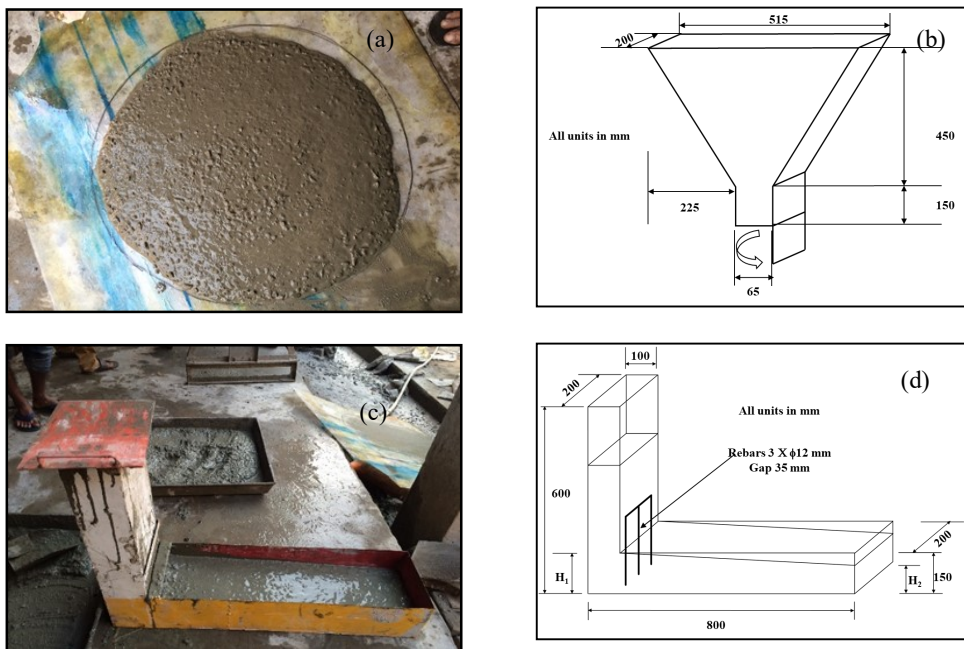 (a)
(b)
515
200
450
All units in mm
150
225
65
(c)
(d)
100
200
All units in mm
Rebars 3 X ϕ12 mm
Gap 35 mm
600
200
H₁
H₂
150
800